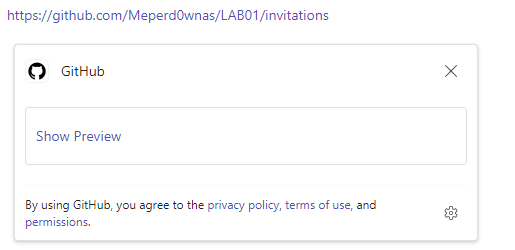 https://github.com/Meperd0wnas/LAB01/invitations
GitHub
Show Preview
By using GitHub, you agree to the privacy policy, terms of use, and
permissions.